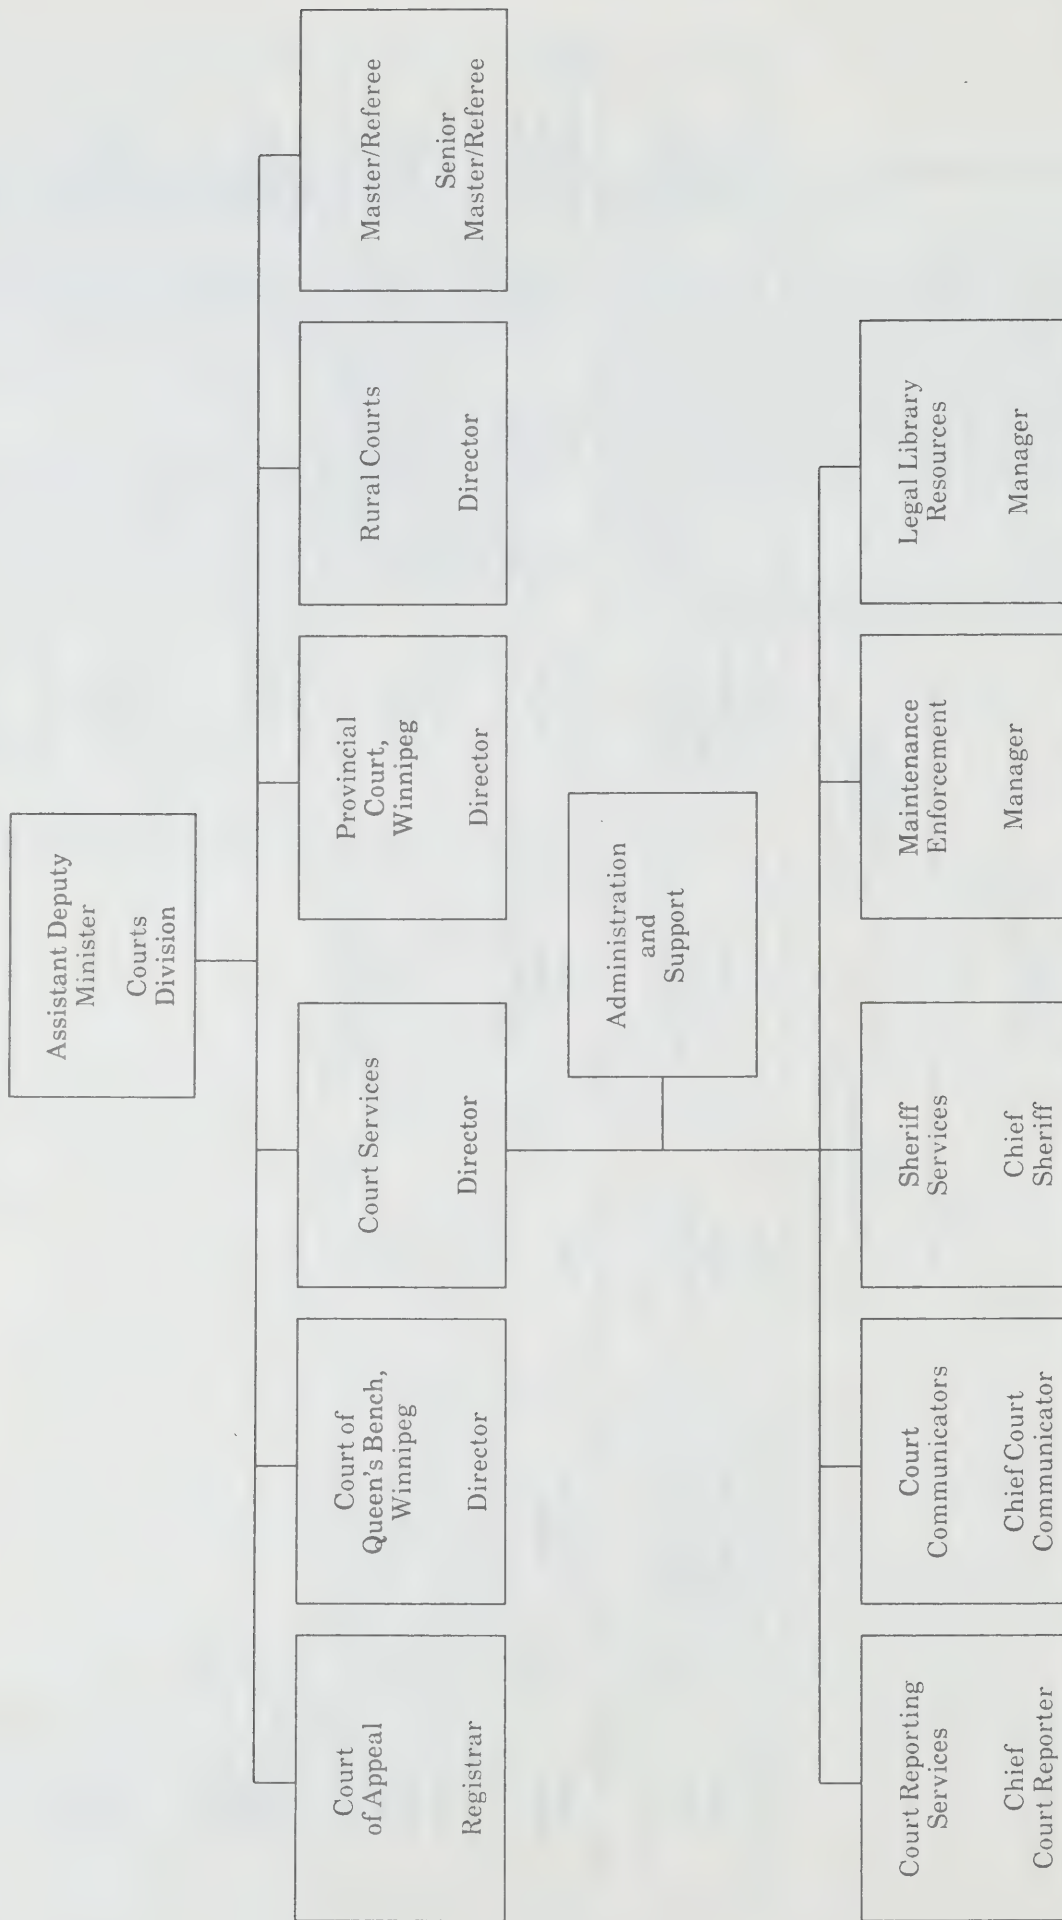 Assistant Deputy
Minister
Courts
Division
Court
of Appeal
Registrar
Court of
Queen's Bench,
Winnipeg
Director
Court Services
Director
Provincial
Court,
Winnipeg
Director
Rural Courts
Director
Master/Referee
Senior
Master/Referee
Administration
and
Support
Court Reporting
Services
Chief
Court Reporter
Court
Communicators
Chief Court
Communicator
Sheriff
Services
Chief
Sheriff
Maintenance
Enforcement
Manager
Legal Library
Resources
Manager